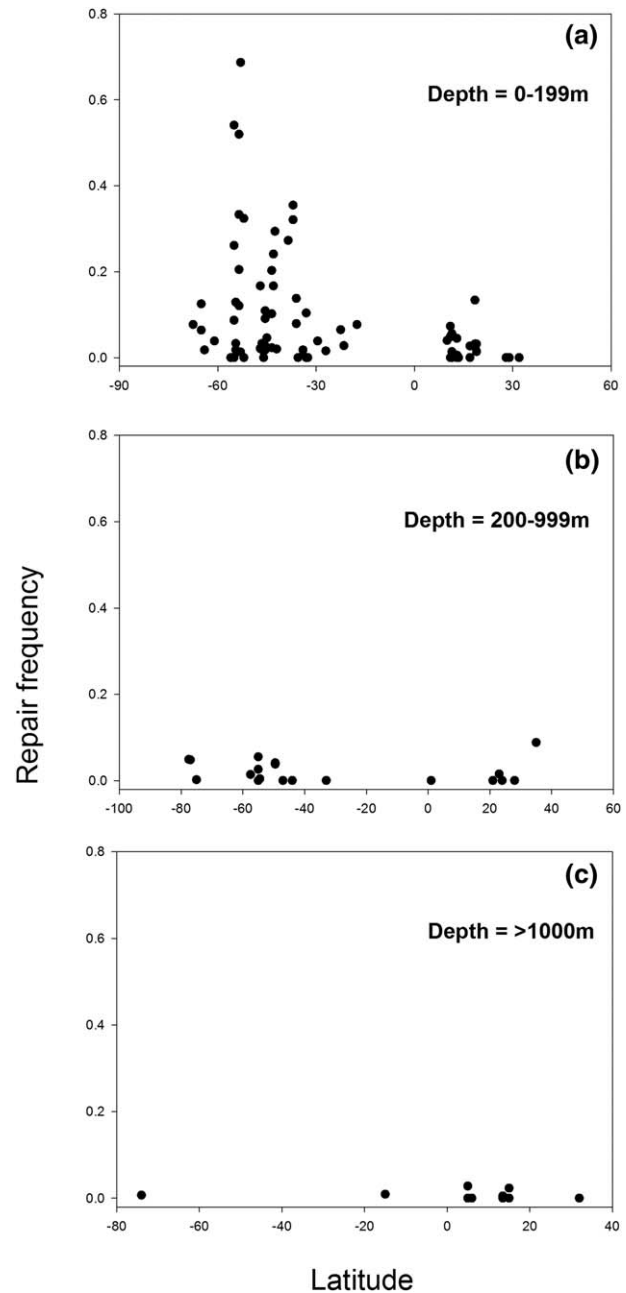 0.8
(a)
Depth = 0-199m
0.6
0.4
0.2
0.0
-90 -60 -30 0 30 60
0.8
(b)
Depth = 200-999m
0.6
0.4
0.2
0.0
-100 -80 -60 -40 -20 0 20 40 60
Repair frequency
0.8
(c)
Depth = >1000m
0.6
0.4
0.2
0.0
-80 -60 -40 -20 0 20 40
Latitude